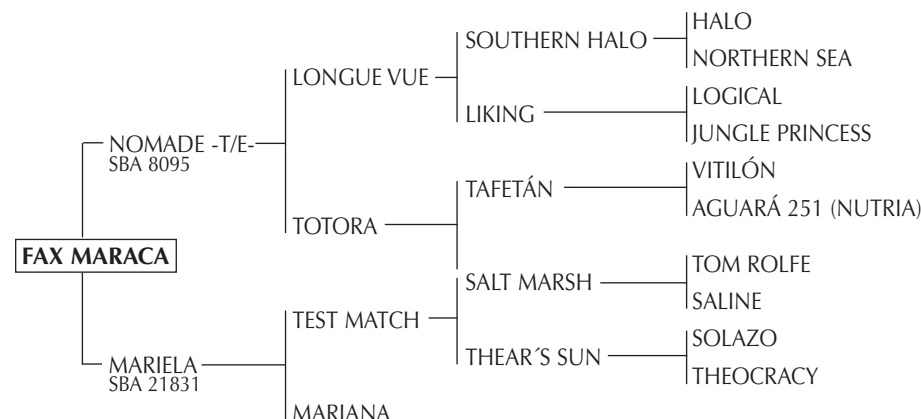 HALO
SOUTHERN HALO
NORTHERN SEA
LONGUE VUE
LOGICAL
LIKING
JUNGLE PRINCESS
NOMADE -T/E-
SBA 8095
VITILÓN
TAFETÁN
AGUARÁ 251 (NUTRIA)
TOTORA
FAX MARACA
TOM ROLFE
SALT MARSH
SALINE
TEST MATCH
SOLAZO
THEAR´S SUN
THEOCRACY
MARIELA
SBA 21831
MARIANA